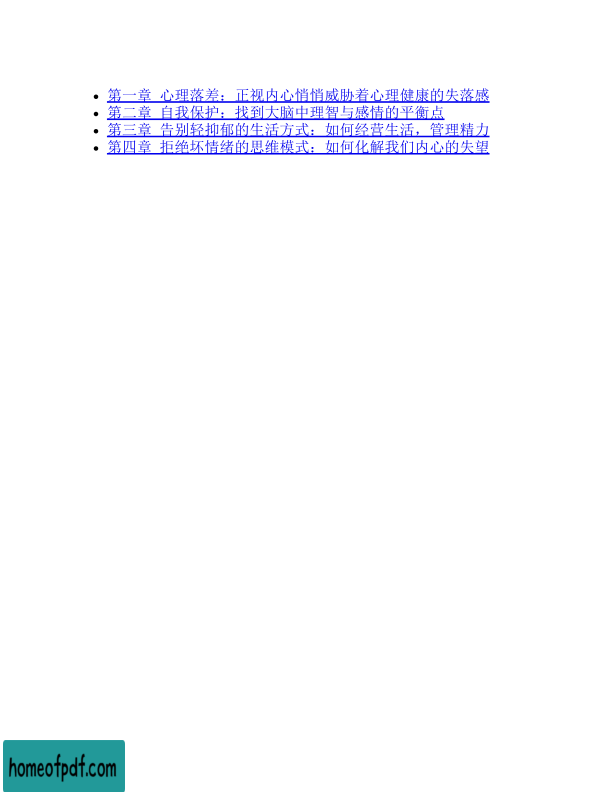 第一章 心理落差：正视内心悄悄威胁着心理健康的失落感
第二章 自我保护：找到大脑中理智与感情的平衡点
第三章 告别轻抑郁的生活方式：如何经营生活，管理精力
第四章 拒绝坏情绪的思维模式：如何化解我们内心的失望
homeofpdf.com